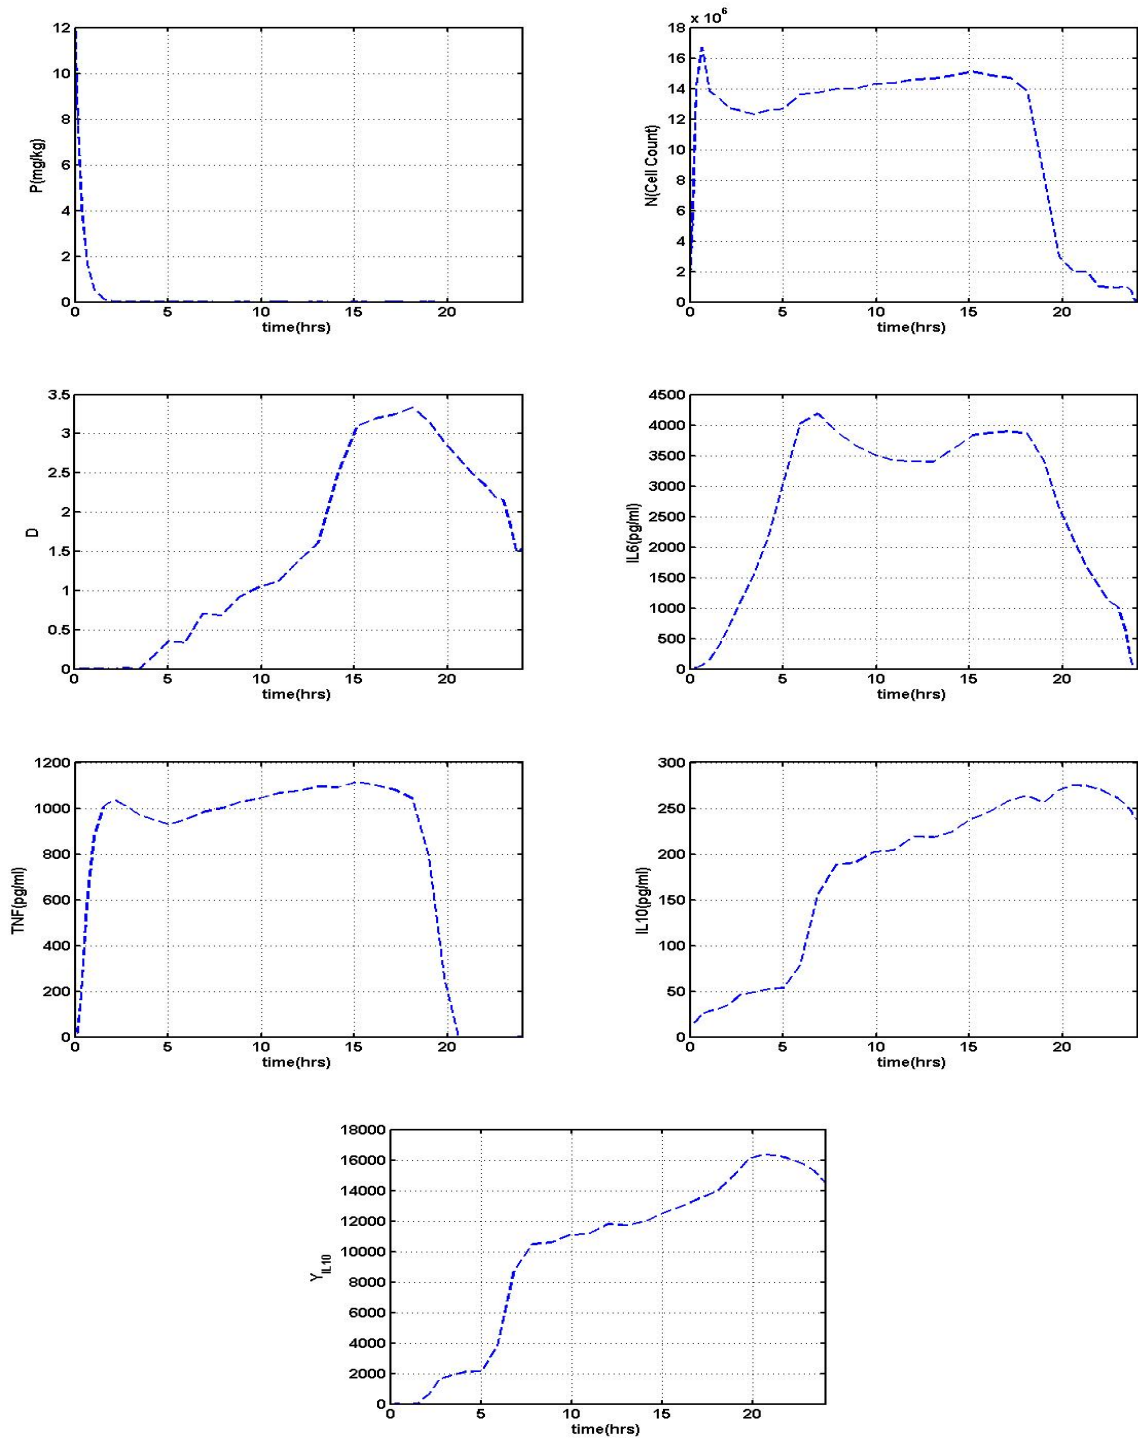 12
10
8
6
4
2
0
P(mg/kg)
0 5 10 15 20
time(hrs)
x 10^6
18
16
14
12
10
8
6
4
2
0
N(Cell Count)
0 5 10 15 20
time(hrs)
3.5
3
2.5
2
1.5
1
0.5
0
D
0 5 10 15 20
time(hrs)
4500
4000
3500
3000
2500
2000
1500
1000
500
0
IL6(pg/ml)
0 5 10 15 20
time(hrs)
1200
1000
800
600
400
200
0
TNF(pg/ml)
0 5 10 15 20
time(hrs)
300
250
200
150
100
50
0
IL10(pg/ml)
0 5 10 15 20
time(hrs)
18000
16000
14000
12000
10000
8000
6000
4000
2000
0
Y_IL10
0 5 10 15 20
time(hrs)